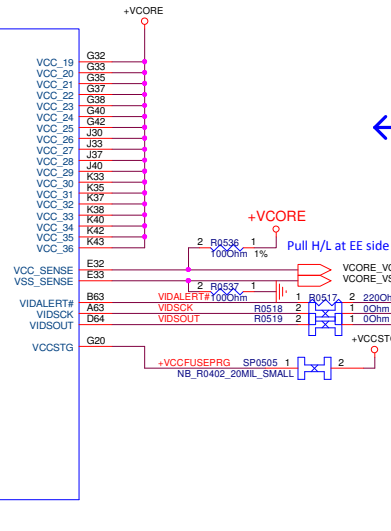 +VCORE
VCC_19 G32
VCC_20 G33
VCC_21 G35
VCC_22 G37
VCC_23 G38
VCC_24 G40
VCC_25 G42
VCC_26 J30
VCC_27 J33
VCC_28 J37
VCC_29 J40
VCC_30 K33
VCC_31 K35
VCC_32 K37
VCC_33 K38
VCC_34 K40
VCC_35 K42
VCC_36 K43
+VCORE
2 R0536 1
100Ohm 1%
Pull H/L at EE side
VCC_SENSE E32
VSS_SENSE E33
VCORE_VC
VCORE_VS
2 R0537 1
100Ohm
VIDALERT# B63 VIDALERT# 1 R0517 2 220Oh
VIDSCK A63 VIDSCK R0518 2 1 0Ohm
VIDSOUT D64 VIDSOUT R0519 2 1 0Ohm
+VCCST
VCCSTG G20
+VCCFUSEPRG SP0505 1 2
NB_R0402_20MIL_SMALL